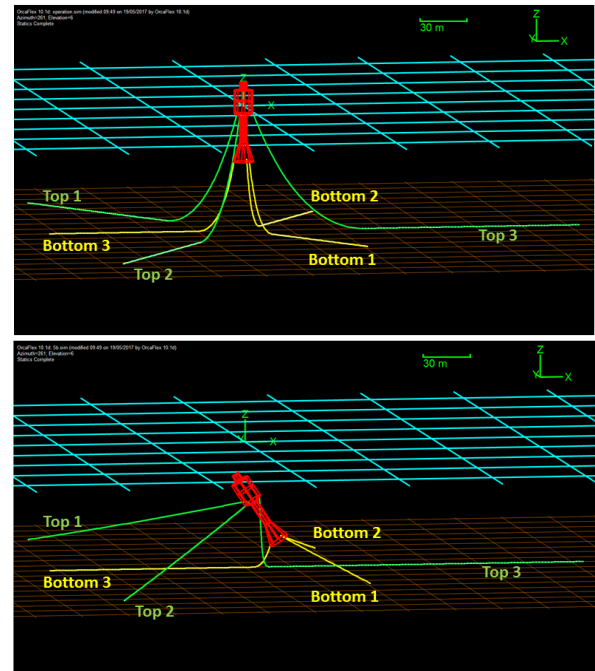 OrcaFlex 10.1d: operation.sim (modified 09:49 on 19/05/2017 by OrcaFlex 10.1d)
Azimuth=261, Elevation=6
Statics Complete
30 m
Z
Y X
Z
X
Top 1
Bottom 2
Bottom 3
Top 3
Bottom 1
Top 2
OrcaFlex 10.1d: 5b.sim (modified 09:49 on 19/05/2017 by OrcaFlex 10.1d)
Azimuth=261, Elevation=6
Statics Complete
30 m
Z
Y X
Z
Y X
Top 1
Bottom 2
Bottom 3
Top 3
Bottom 1
Top 2